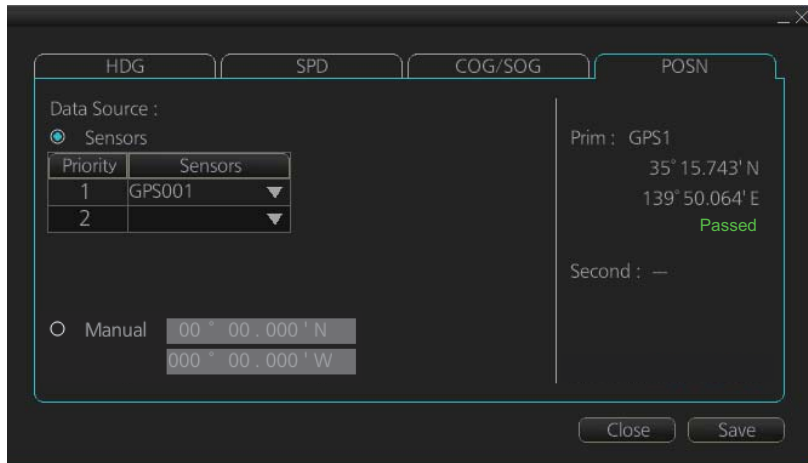 HDG SPD COG/SOG POSN
Data Source :
Sensors
Priority Sensors
1 GPS001
2
Manual 00 ° 00 . 000 ' N
000 ° 00 . 000 ' W
Prim : GPS1
35° 15.743' N
139° 50.064' E
Passed
Second : ---
Close Save